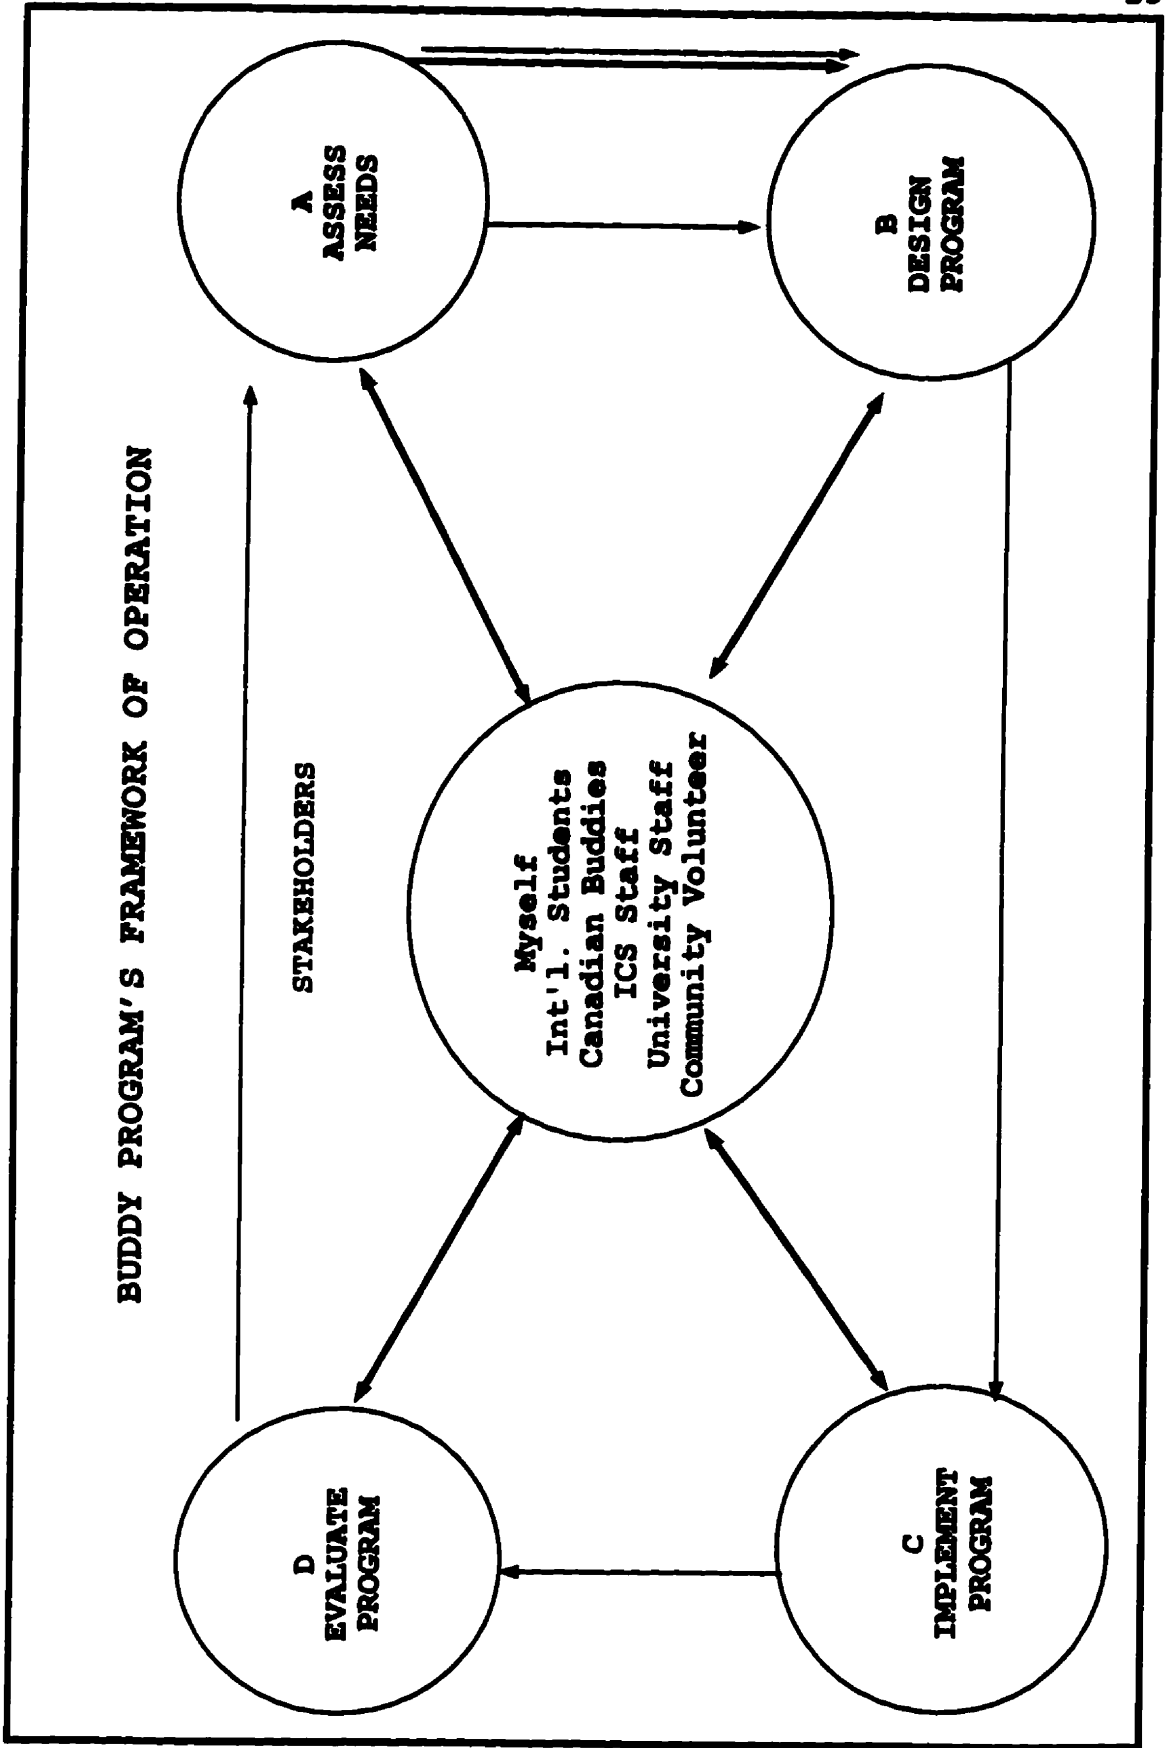 BUDDY PROGRAM'S FRAMEWORK OF OPERATION
STAKEHOLDERS
D
EVALUATE
PROGRAM
A
ASSESS
NEEDS
Myself
Int'l. Students
Canadian Buddies
ICS Staff
University Staff
Community Volunteer
C
IMPLEMENT
PROGRAM
B
DESIGN
PROGRAM